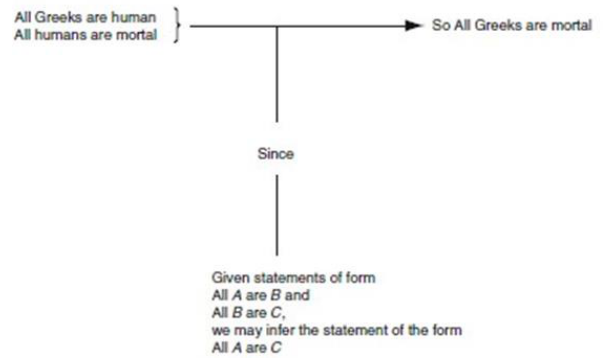 All Greeks are human
All humans are mortal
So All Greeks are mortal
Since
Given statements of form
All A are B and
All B are C,
we may infer the statement of the form
All A are C